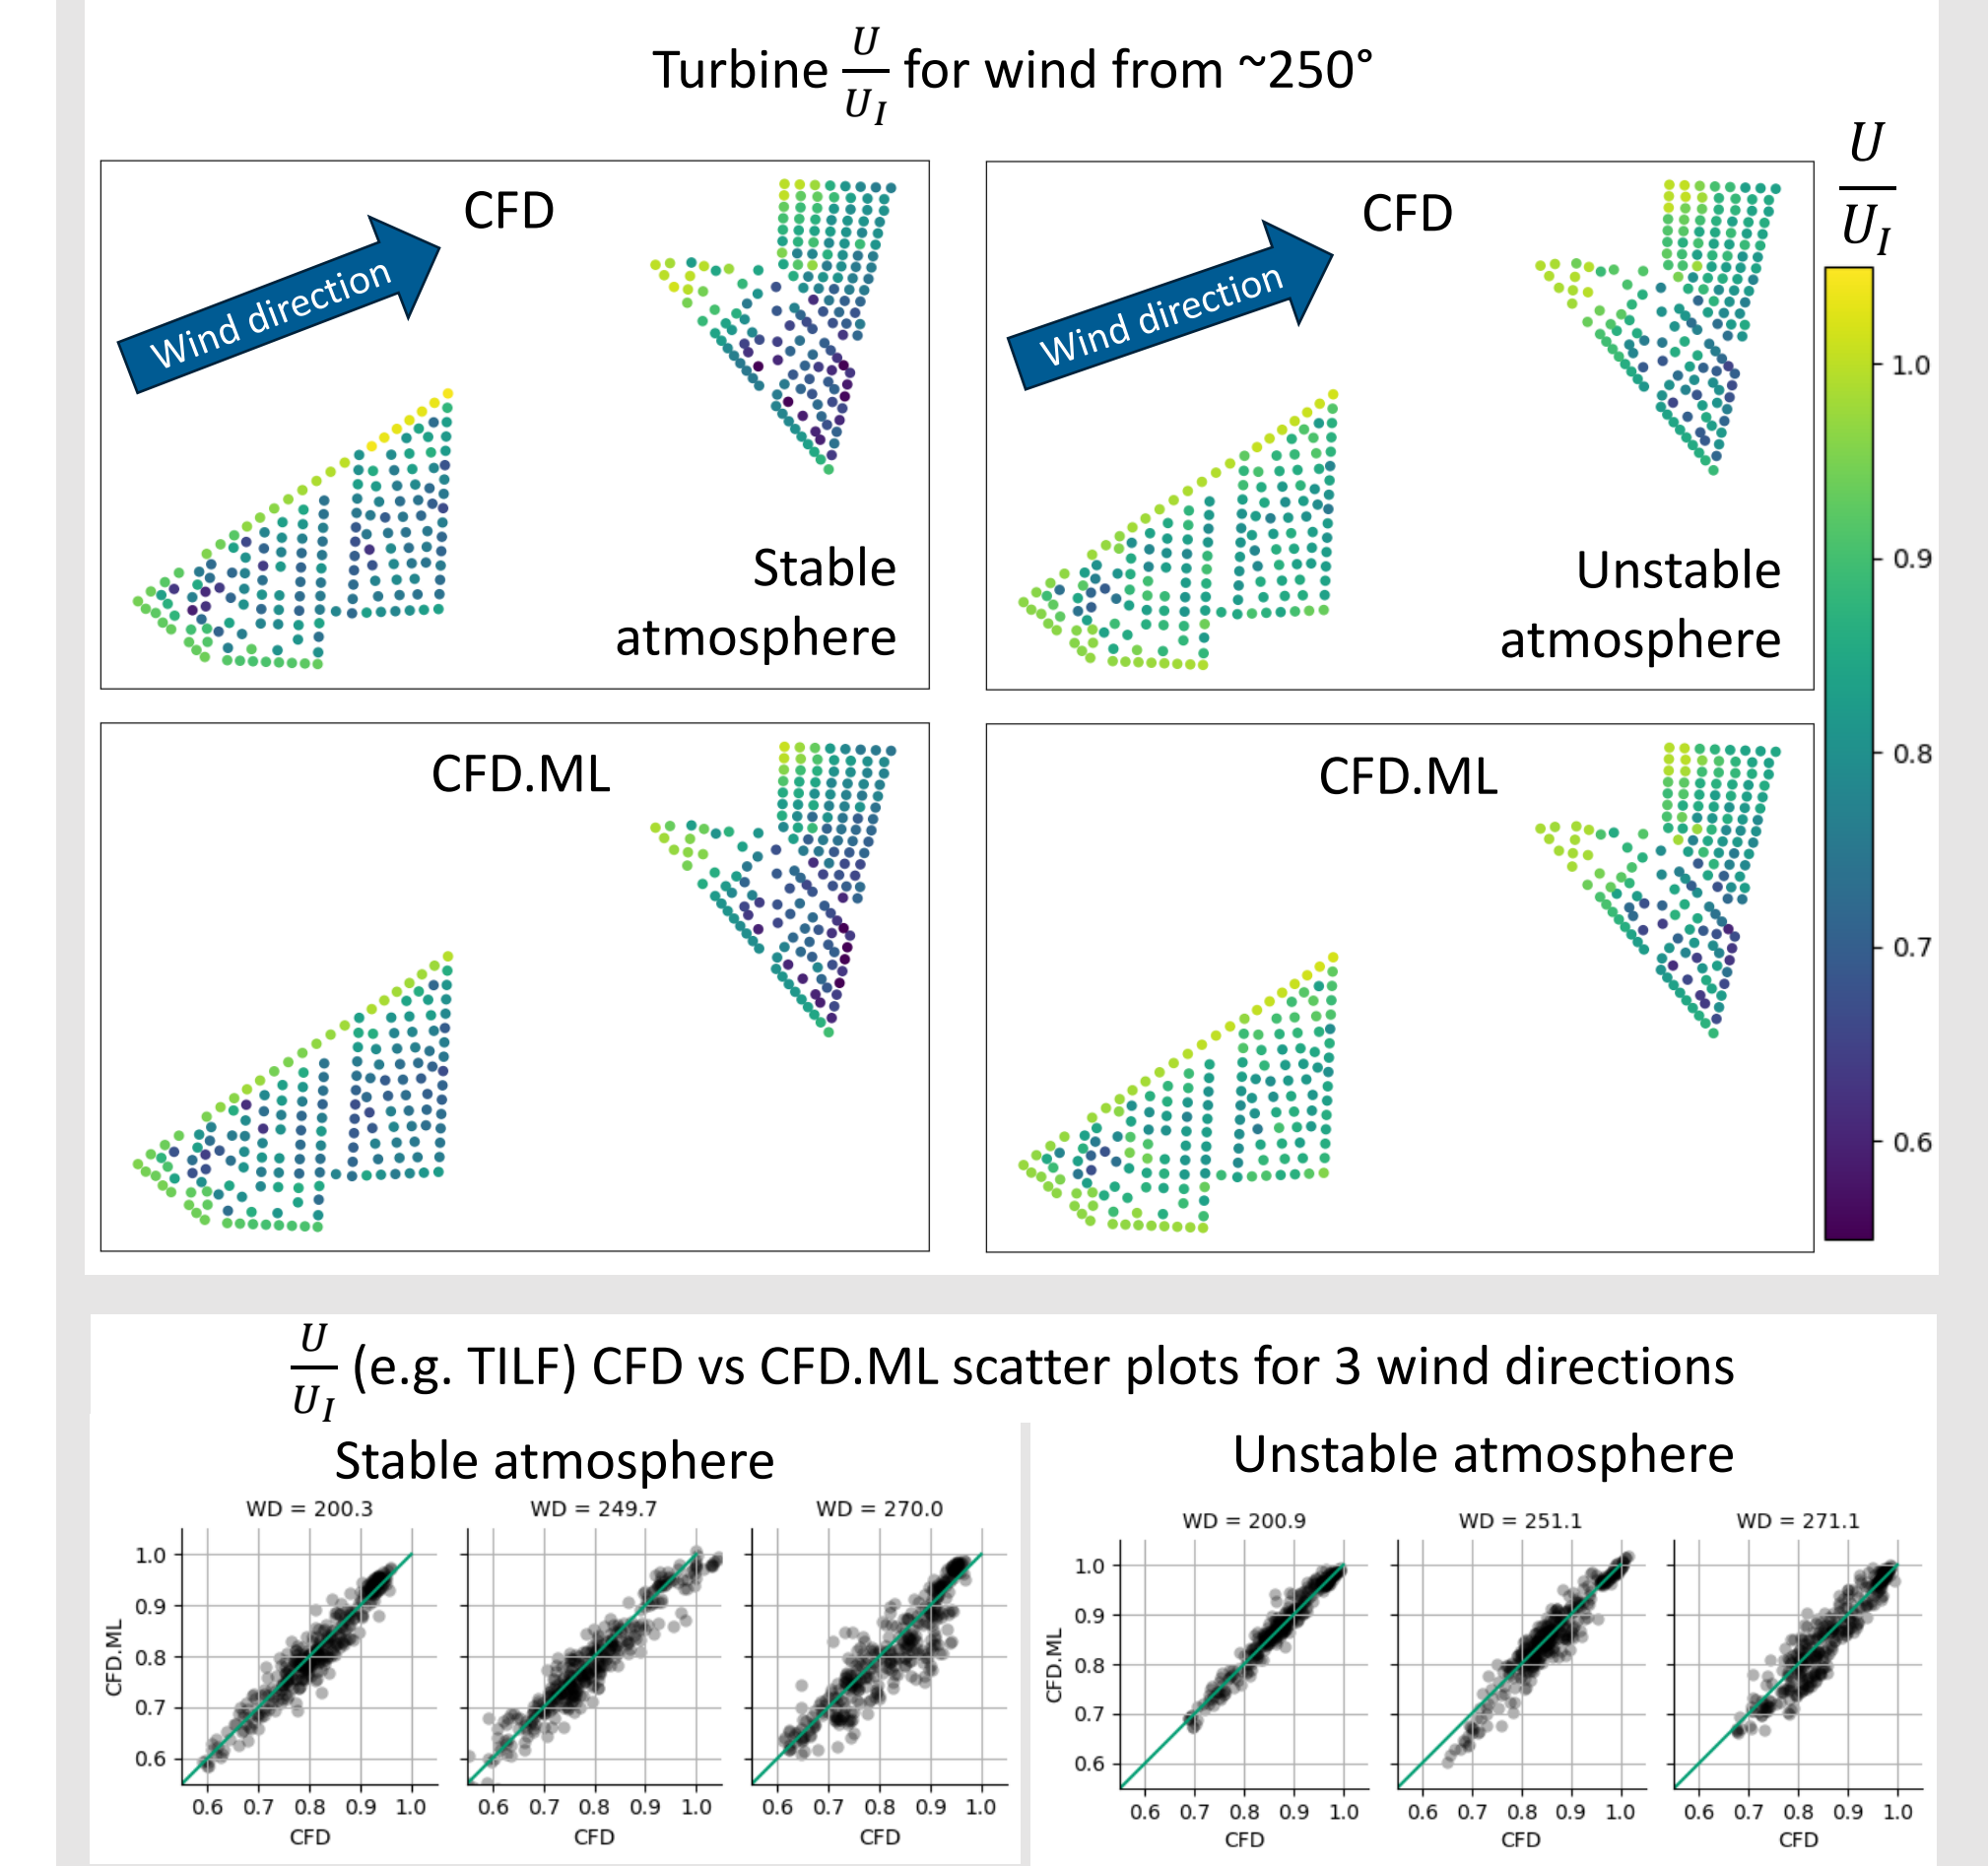 Turbine U/U_I for wind from ~250°
CFD
Wind direction
Stable
atmosphere
CFD
Wind direction
Unstable
atmosphere
U/U_I
1.0
0.9
0.8
0.7
0.6
CFD.ML
CFD.ML
U/U_I (e.g. TILF) CFD vs CFD.ML scatter plots for 3 wind directions
Stable atmosphere
WD = 200.3
WD = 249.7
WD = 270.0
CFD.ML
1.0
0.9
0.8
0.7
0.6
0.6 0.7 0.8 0.9 1.0
CFD
0.6 0.7 0.8 0.9 1.0
CFD
0.6 0.7 0.8 0.9 1.0
CFD
Unstable atmosphere
WD = 200.9
WD = 251.1
WD = 271.1
CFD.ML
1.0
0.9
0.8
0.7
0.6
0.6 0.7 0.8 0.9 1.0
CFD
0.6 0.7 0.8 0.9 1.0
CFD
0.6 0.7 0.8 0.9 1.0
CFD